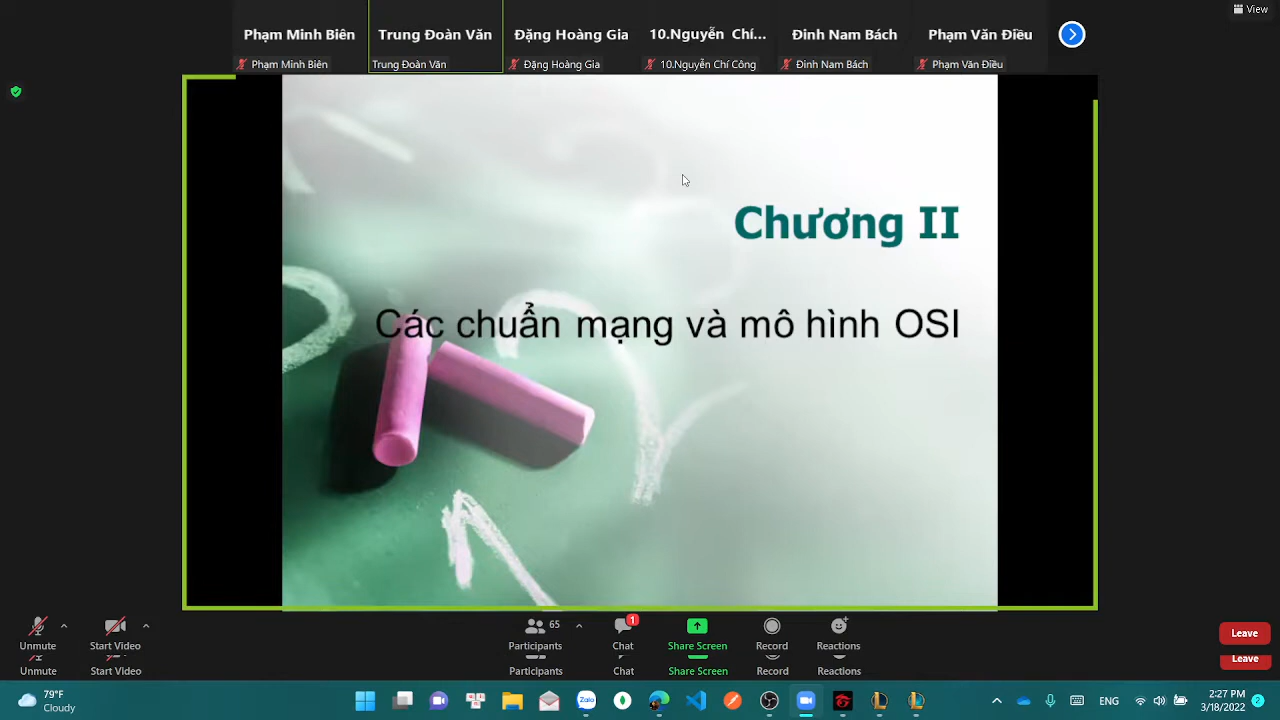 View
Phạm Minh Biên
Trung Đoàn Văn
Đặng Hoàng Gia
10.Nguyễn Chí...
Đinh Nam Bách
Phạm Văn Điều
Phạm Minh Biên
Trung Đoàn Văn
Đặng Hoàng Gia
10.Nguyễn Chí Công
Đinh Nam Bách
Phạm Văn Điều
Chương II
Các chuẩn mạng và mô hình OSI
65
1
Unmute
Start Video
Participants
Chat
Share Screen
Record
Reactions
Leave
Unmute
Start Video
Participants
Chat
Share Screen
Record
Reactions
Leave
79°F
Cloudy
Zalo
ENG
2:27 PM
3/18/2022
2